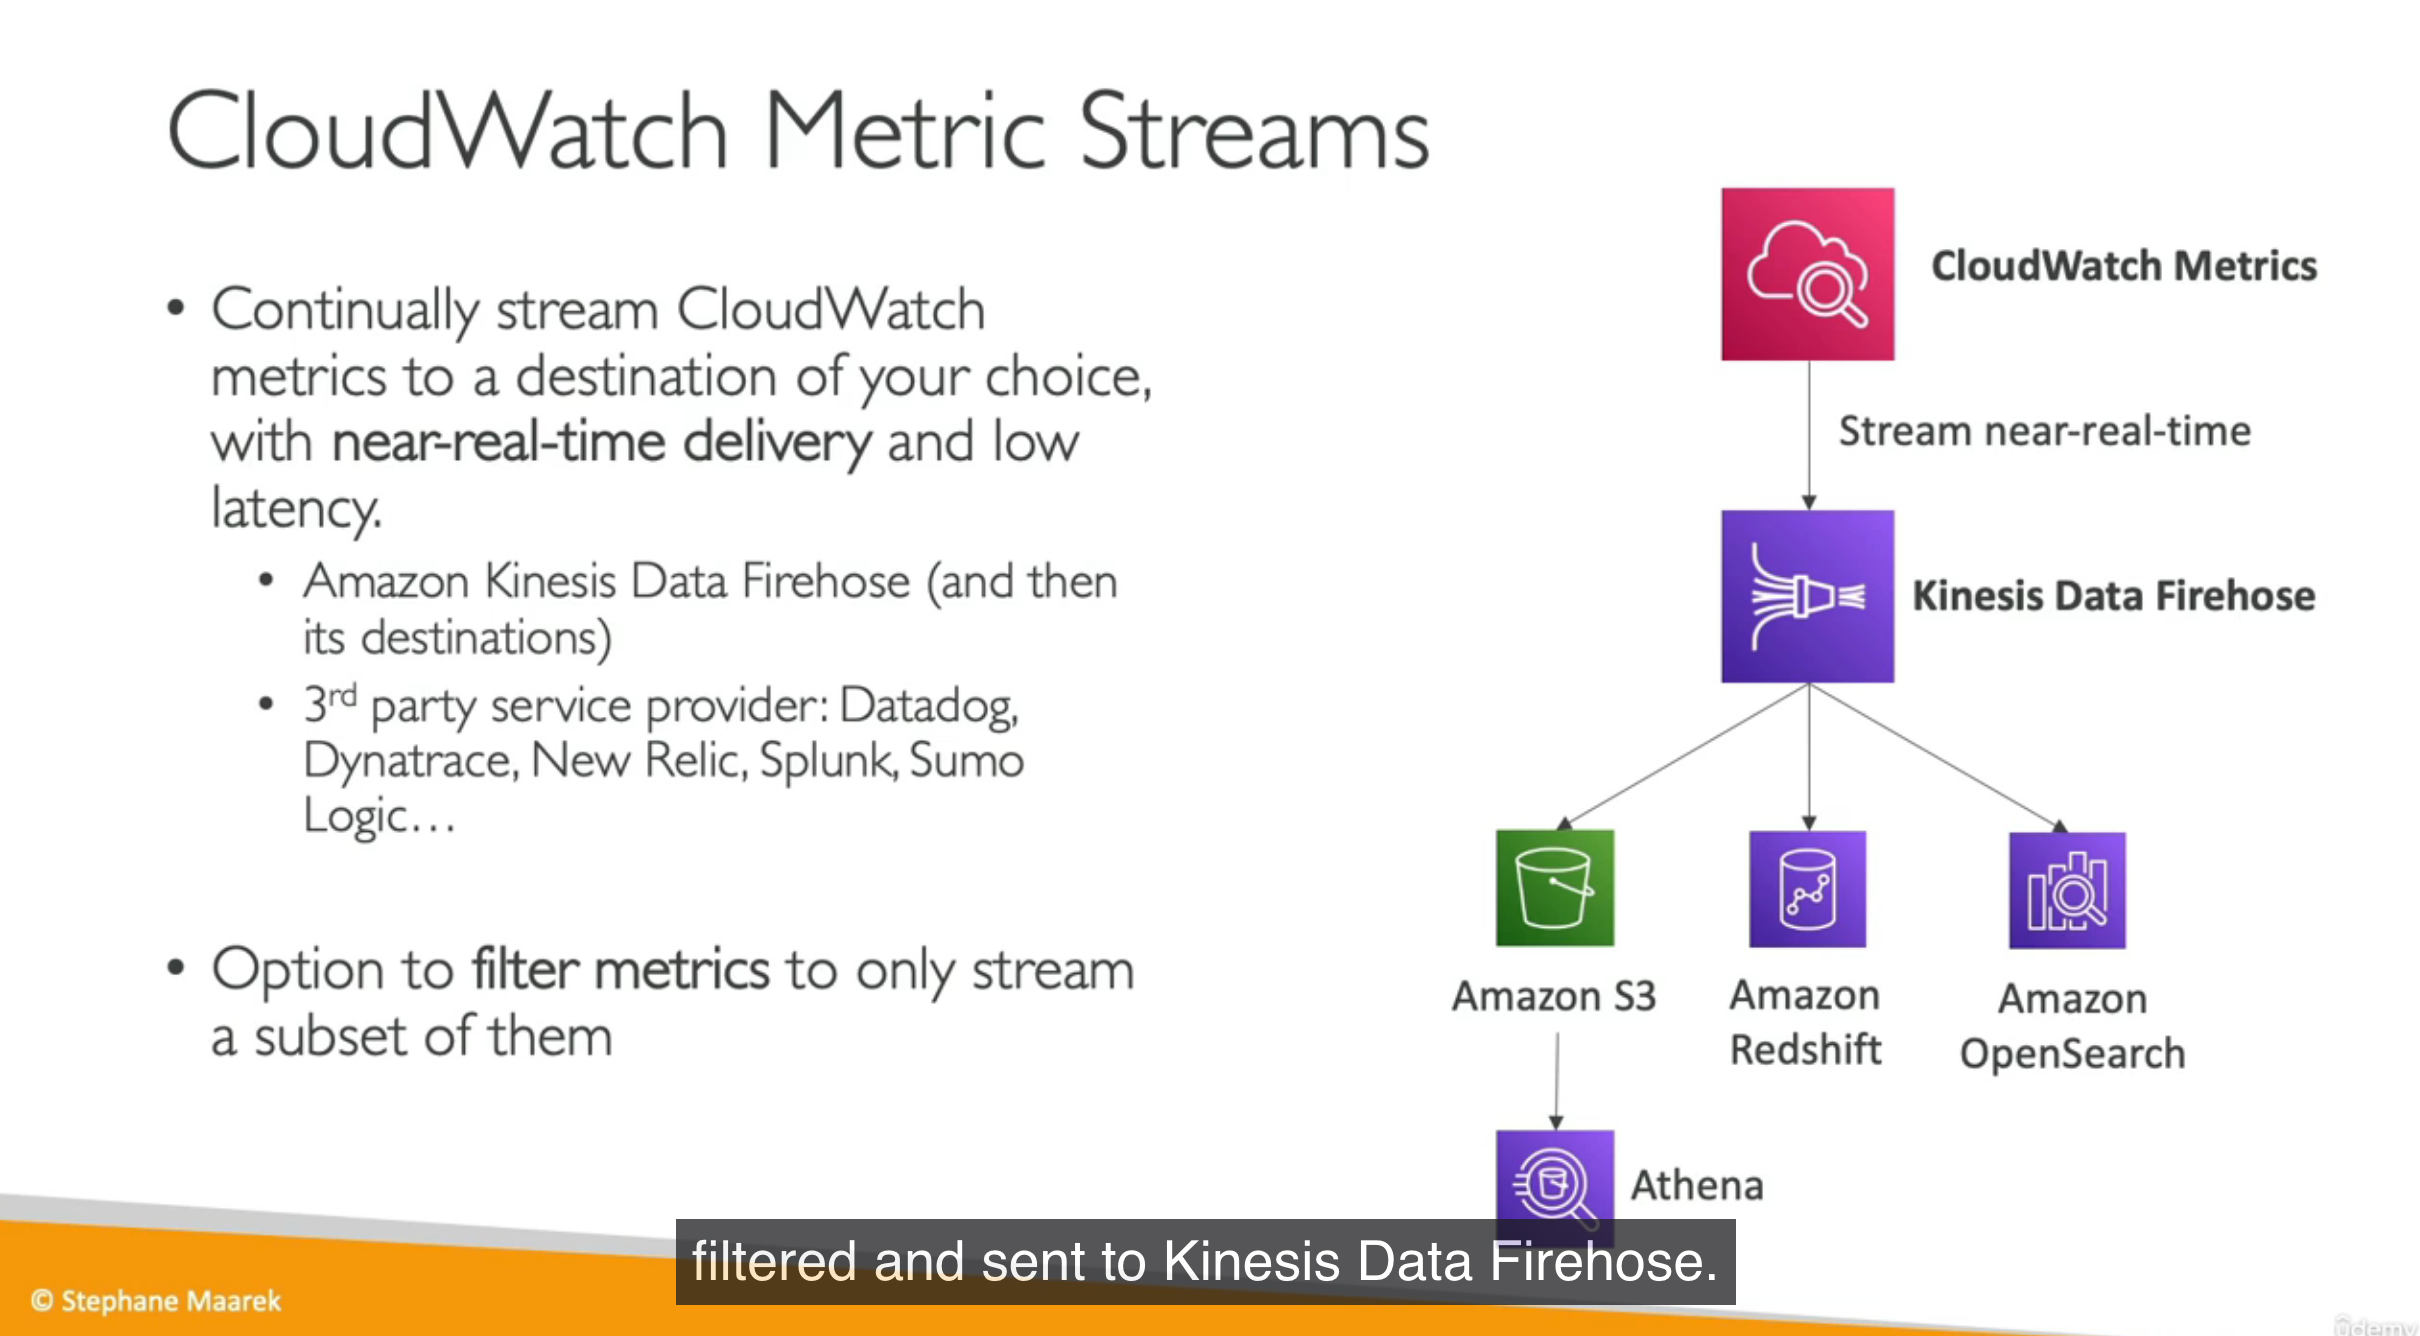 CloudWatch Metric Streams
• Continually stream CloudWatch
metrics to a destination of your choice,
with near-real-time delivery and low
latency.
• Amazon Kinesis Data Firehose (and then
its destinations)
• 3rd party service provider: Datadog,
Dynatrace, New Relic, Splunk, Sumo
Logic…
• Option to filter metrics to only stream
a subset of them
CloudWatch Metrics
Stream near-real-time
Kinesis Data Firehose
Amazon S3
Amazon
Redshift
Amazon
OpenSearch
Athena
filtered and sent to Kinesis Data Firehose.
© Stephane Maarek
ûdemy